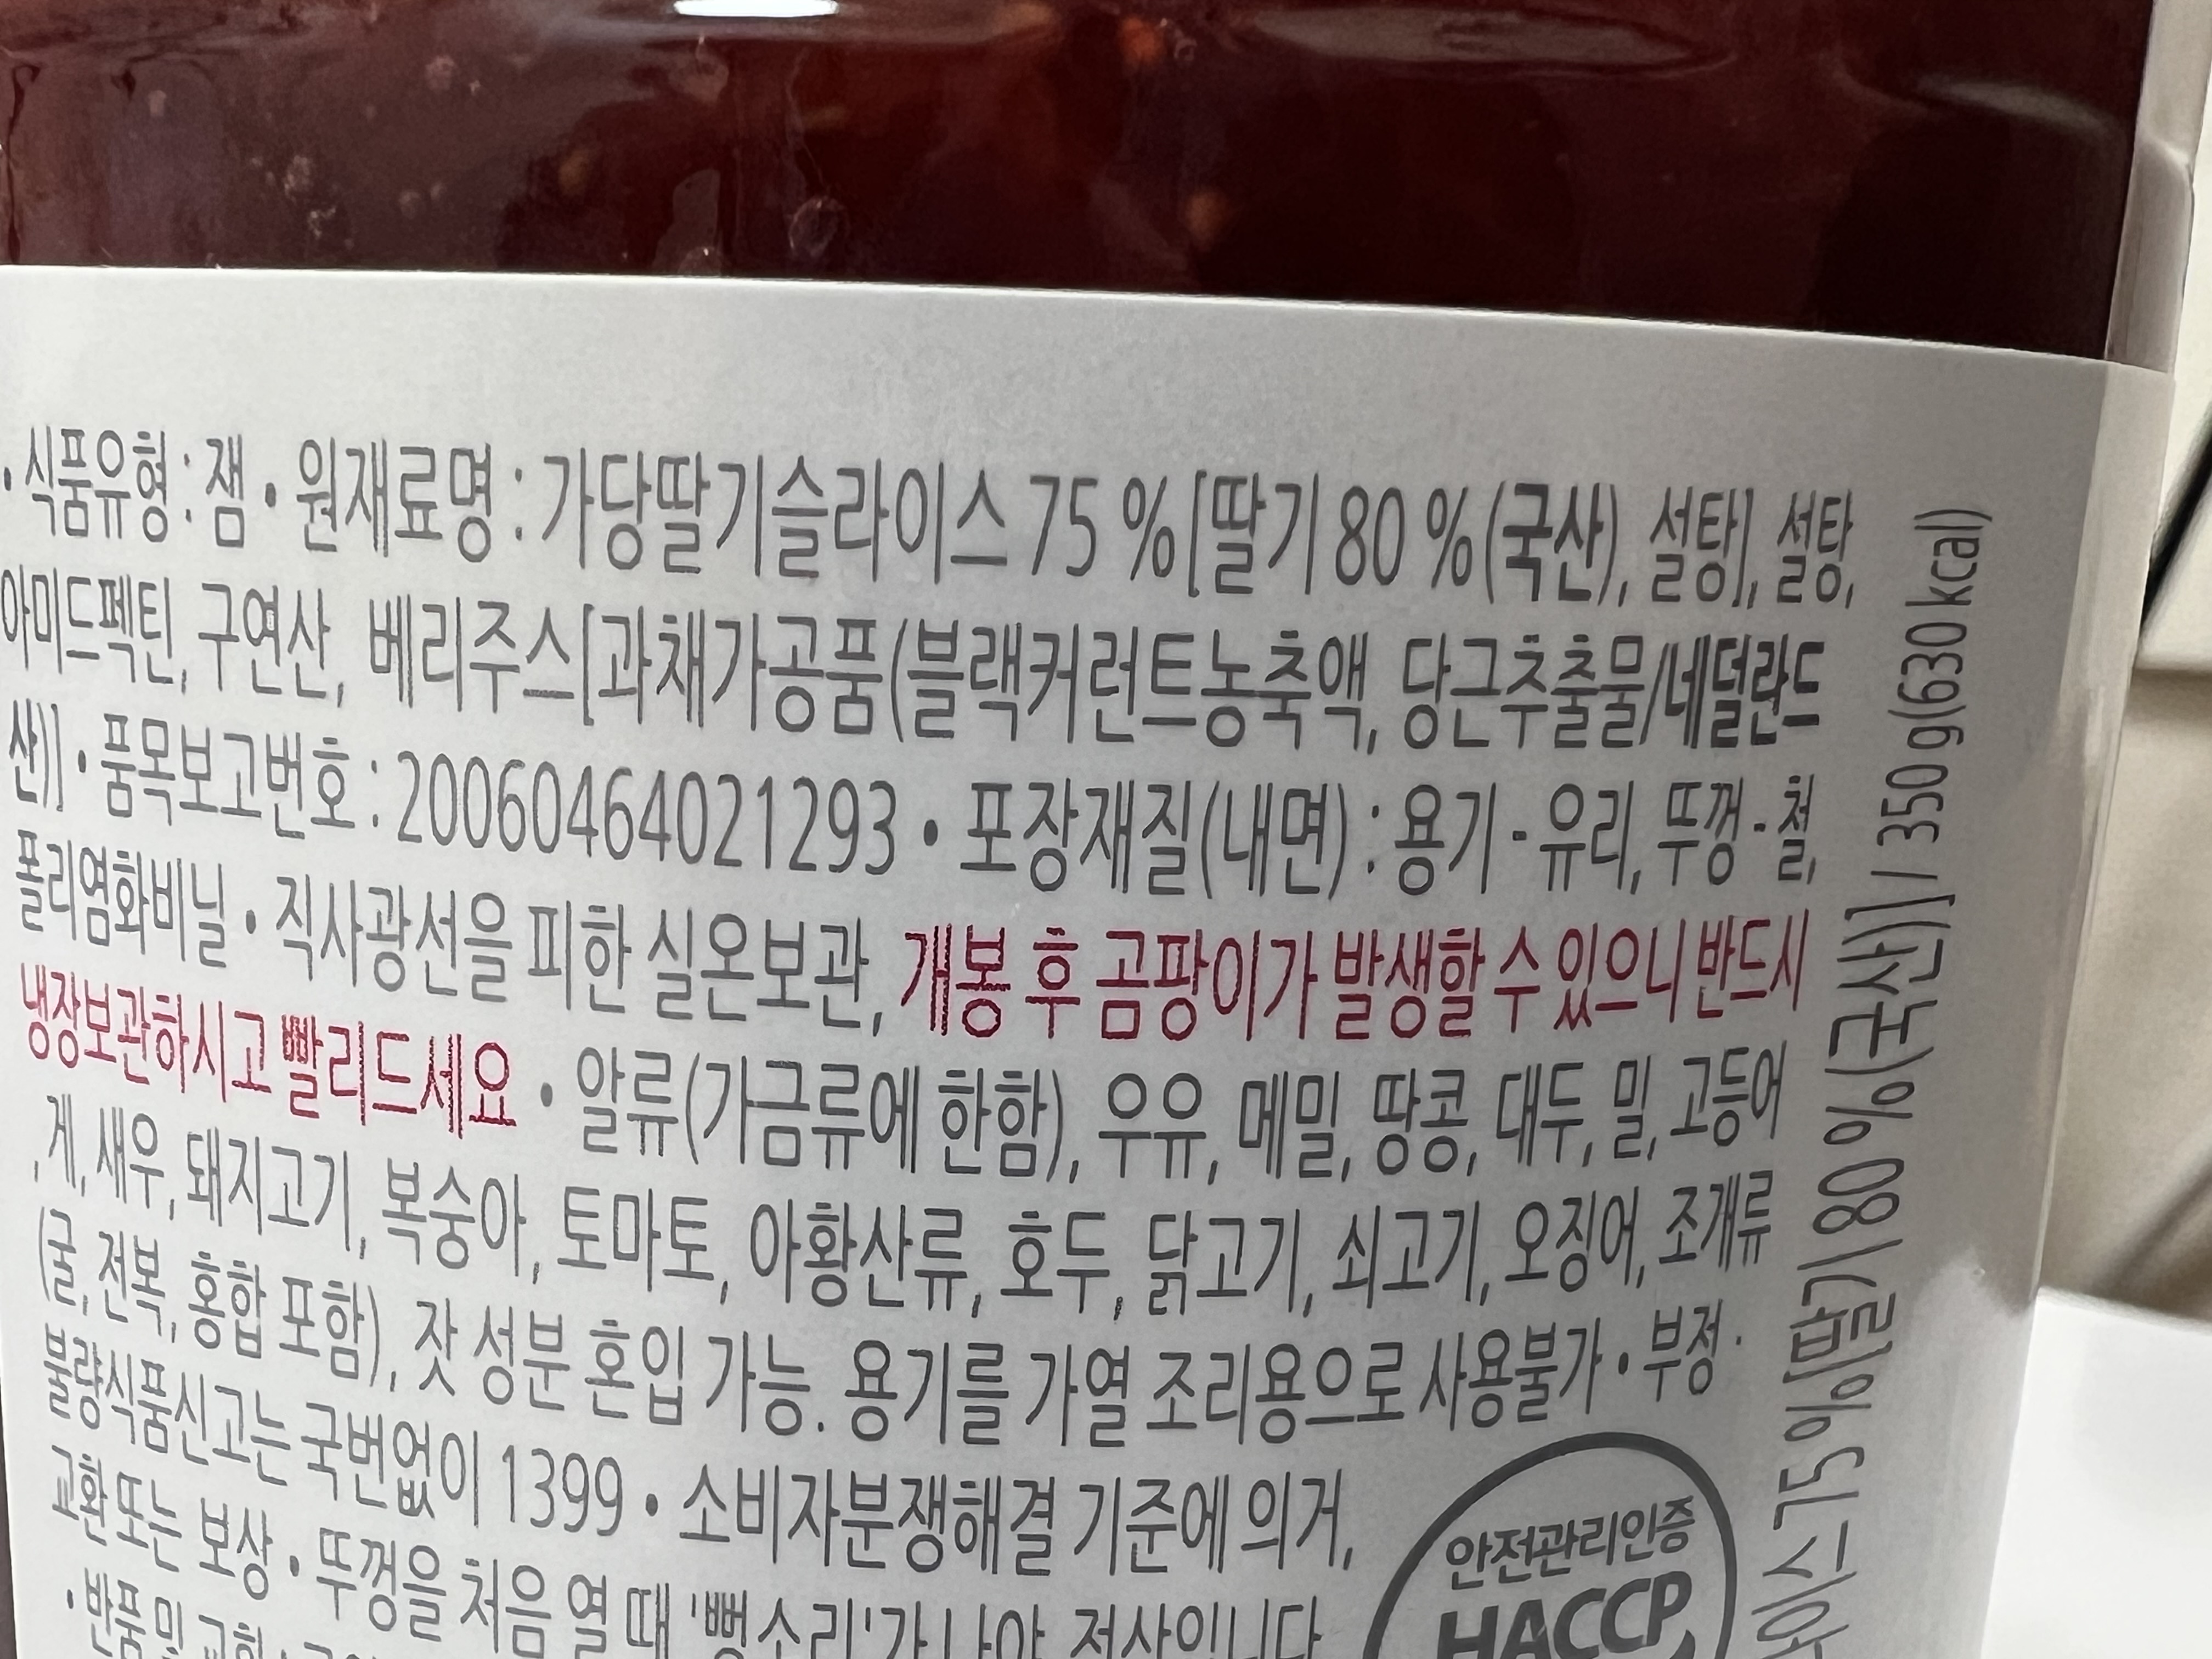 ·식품유형 : 잼 · 원재료명 : 가당딸기슬라이스 75 % [딸기 80 %(국산), 설탕], 설탕,
아미드펙틴, 구연산, 베리주스[과채가공품(블랙커런트농축액, 당근추출물/네덜란드
산)] · 품목보고번호 : 20060464021293 · 포장재질(내면) : 용기 - 유리, 뚜껑 - 철,
폴리염화비닐 · 직사광선을 피한 실온보관, 개봉 후 곰팡이가 발생할 수 있으니 반드시
냉장보관하시고 빨리드세요 · 알류(가금류에 한함), 우유, 메밀, 땅콩, 대두, 밀, 고등어
, 게, 새우, 돼지고기, 복숭아, 토마토, 아황산류, 호두, 닭고기, 쇠고기, 오징어, 조개류
(굴, 전복, 홍합 포함), 잣 성분 혼입 가능. 용기를 가열 조리용으로 사용불가 · 부정 ·
불량식품신고는 국번없이 1399 · 소비자분쟁해결 기준에 의거,
교환 또는 보상 · 뚜껑을 처음 열 때 '뻥소리'가 나야 정상입니다
·반품 및 교환 :
안전관리인증
HACCP
75%[딸기 80 %(국산)] / 350 g(630 kcal)